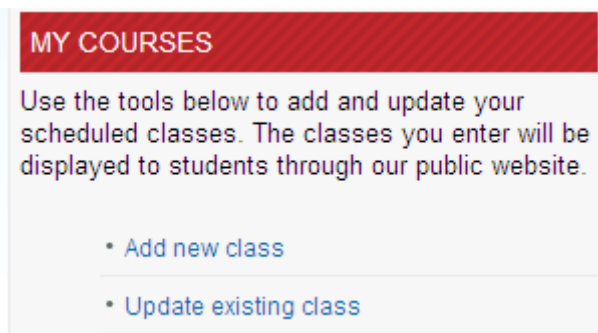 MY COURSES
Use the tools below to add and update your
scheduled classes. The classes you enter will be
displayed to students through our public website.
• Add new class
• Update existing class